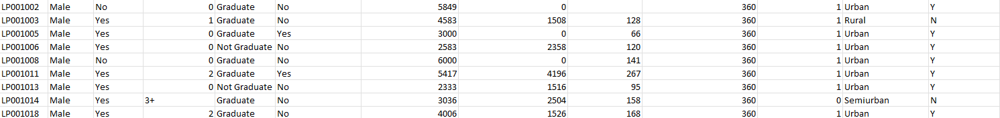 LP001002 Male No 0 Graduate No 5849 0 360 1 Urban Y
LP001003 Male Yes 1 Graduate No 4583 1508 128 360 1 Rural N
LP001005 Male Yes 0 Graduate Yes 3000 0 66 360 1 Urban Y
LP001006 Male Yes 0 Not Graduate No 2583 2358 120 360 1 Urban Y
LP001008 Male No 0 Graduate No 6000 0 141 360 1 Urban Y
LP001011 Male Yes 2 Graduate Yes 5417 4196 267 360 1 Urban Y
LP001013 Male Yes 0 Not Graduate No 2333 1516 95 360 1 Urban Y
LP001014 Male Yes 3+ Graduate No 3036 2504 158 360 0 Semiurban N
LP001018 Male Yes 2 Graduate No 4006 1526 168 360 1 Urban Y